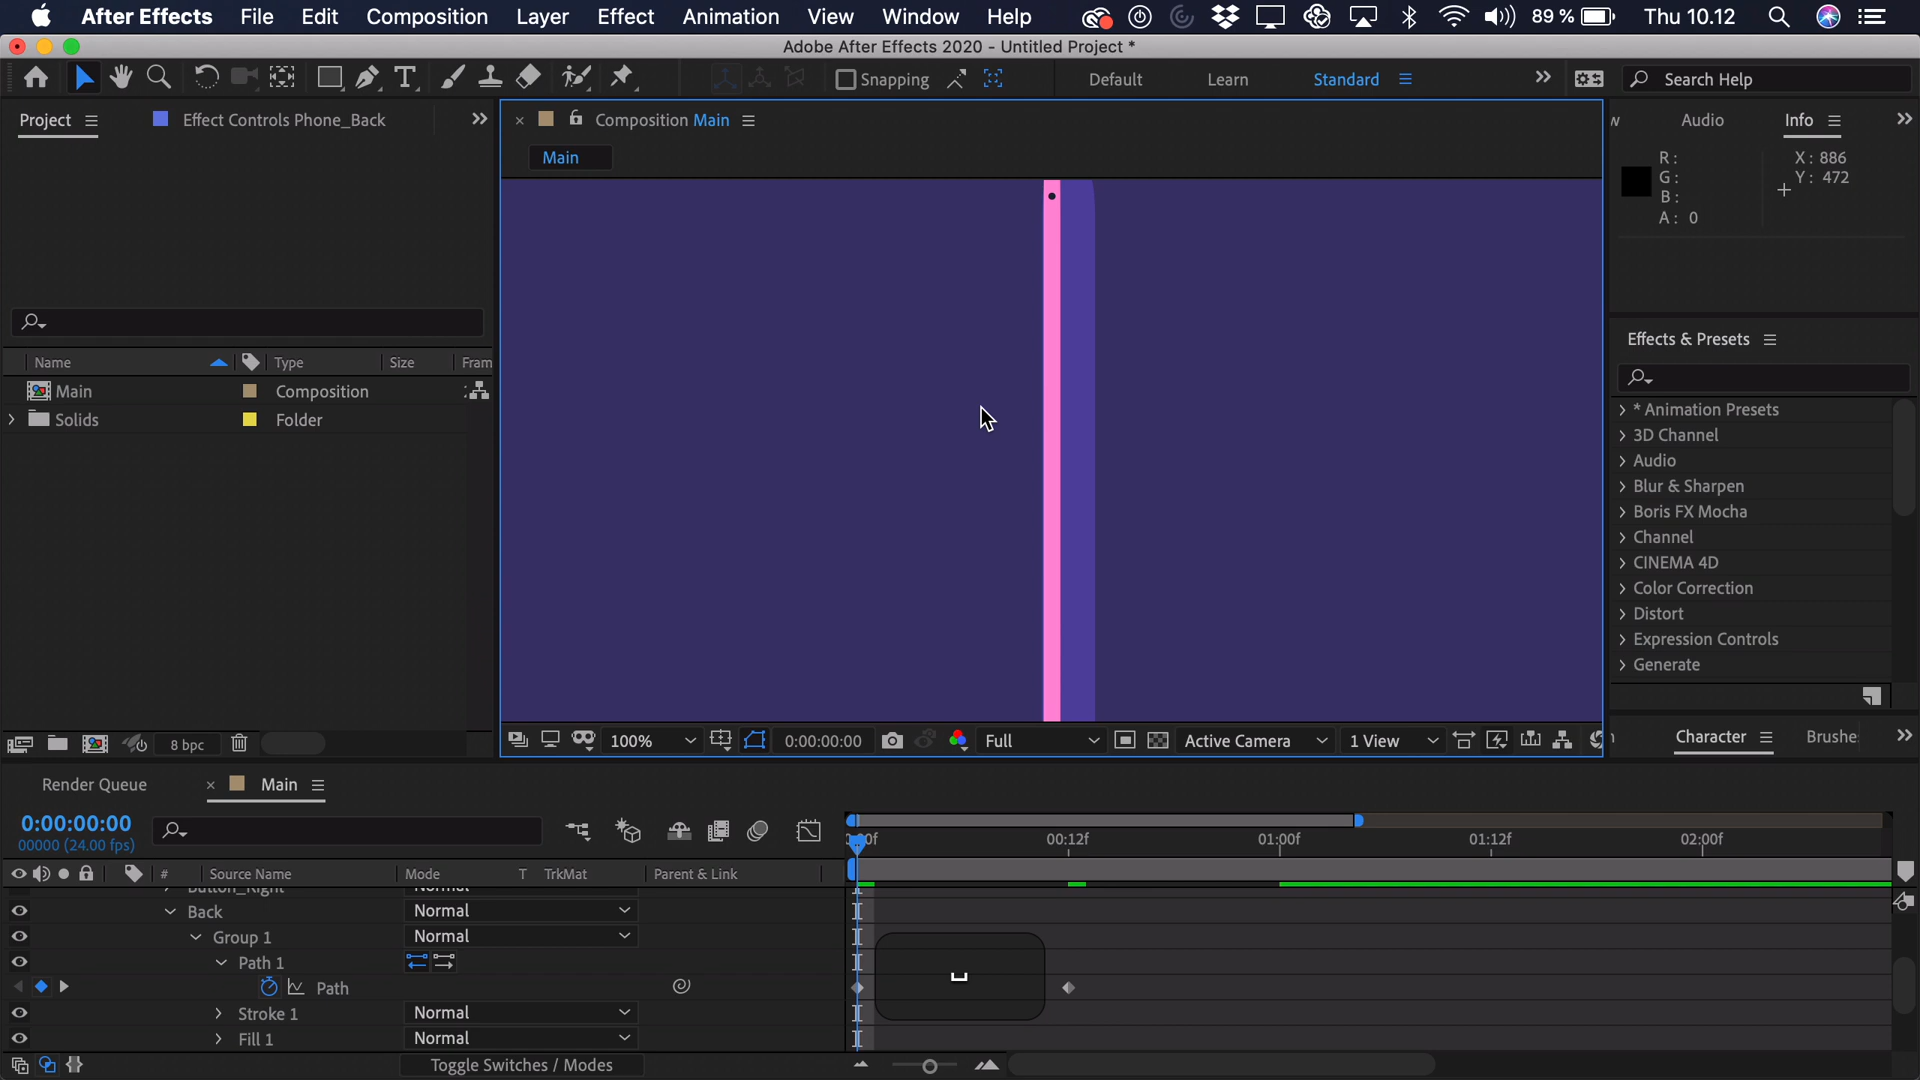 After Effects File Edit Composition Layer Effect Animation View Window Help 89 % Thu 10.12
Adobe After Effects 2020 - Untitled Project *
Snapping Default Learn Standard Search Help
Project Effect Controls Phone_Back
Composition Main
Main
Audio Info
R:
G:
B:
A: 0
X: 886
Y: 472
Effects & Presets
* Animation Presets
3D Channel
Audio
Blur & Sharpen
Boris FX Mocha
Channel
CINEMA 4D
Color Correction
Distort
Expression Controls
Generate
Name Type Size Fram
Main Composition
Solids Folder
8 bpc
100% 0:00:00:00 Full Active Camera 1 View
Character Brushe
Render Queue Main
0:00:00:00
00000 (24.00 fps)
00:12f 01:00f 01:12f 02:00f
# Source Name Mode T TrkMat Parent & Link
Button_Right Normal
Back Normal
Group 1 Normal
Path 1
Path
Stroke 1 Normal
Fill 1 Normal
Toggle Switches / Modes